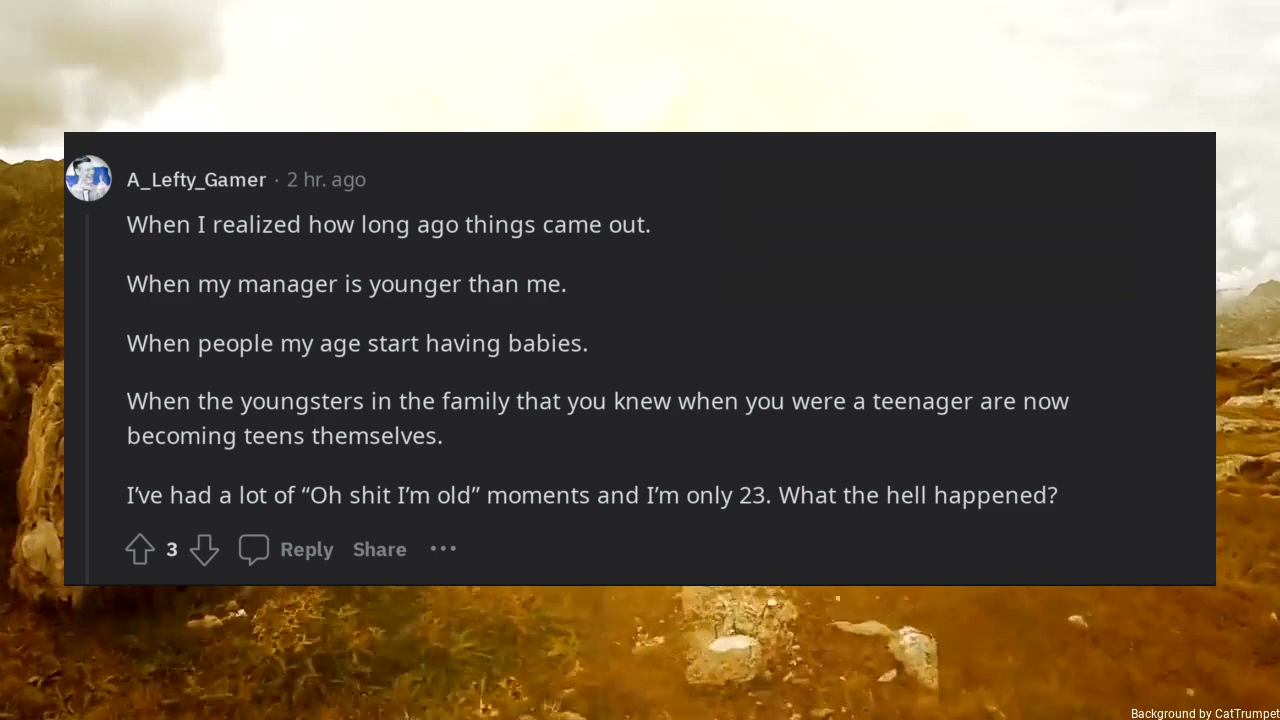 A_Lefty_Gamer · 2 hr. ago
When I realized how long ago things came out.
When my manager is younger than me.
When people my age start having babies.
When the youngsters in the family that you knew when you were a teenager are now
becoming teens themselves.
I’ve had a lot of “Oh shit I’m old” moments and I’m only 23. What the hell happened?
3 Reply Share •••
Background by CatTrumpet